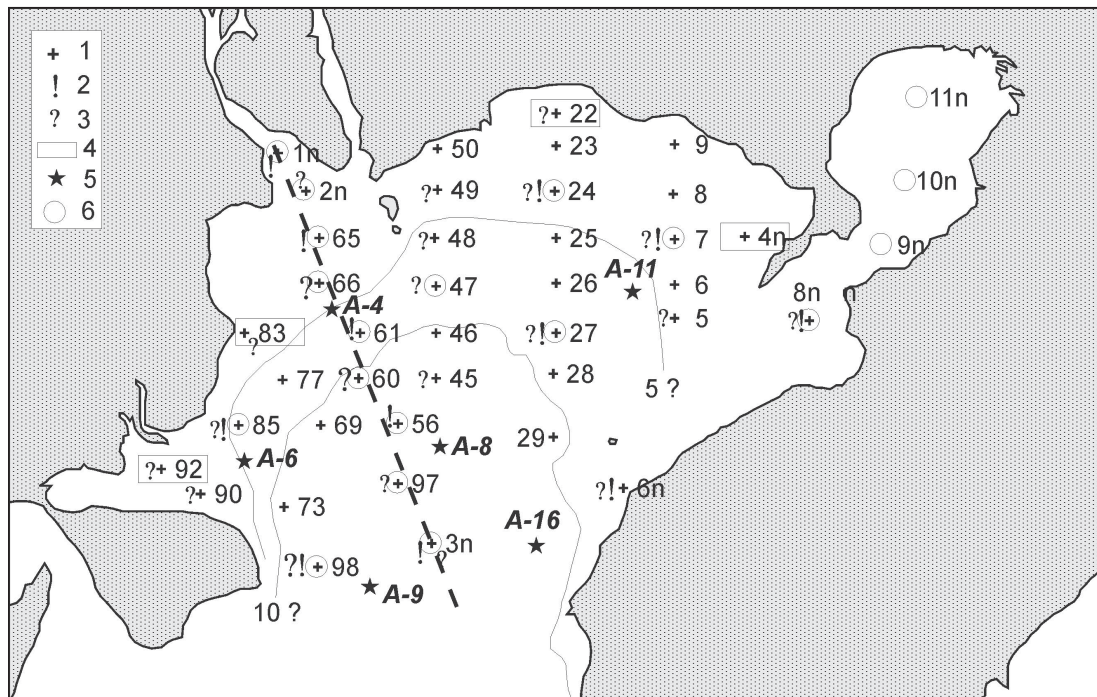 + 1
! 2
? 3
4
★ 5
6
?+ 22
11n
+ 50
+ 23
+ 9
! + 1n
? + 2n
?+ 49
?!+ 24
+ 8
10n
!+ 65
?+ 48
+ 25
?!+ 7
+ 4n
9n
?+ 66
?+ 47
+ 26
A-11
+ 6
8n n
A-4
+83 ?
!+ 61
+ 46
?!+ 27
?+ 5
?!+
+ 77
?+ 60
?+ 45
+ 28
5 ?
?!+ 85
+ 69
!+ 56
29+
A-8
A-6
?+ 92
?+ 90
?+ 97
?!+ 6n
+ 73
A-16
!+ 3n ?
?!+ 98
A-9
10 ?